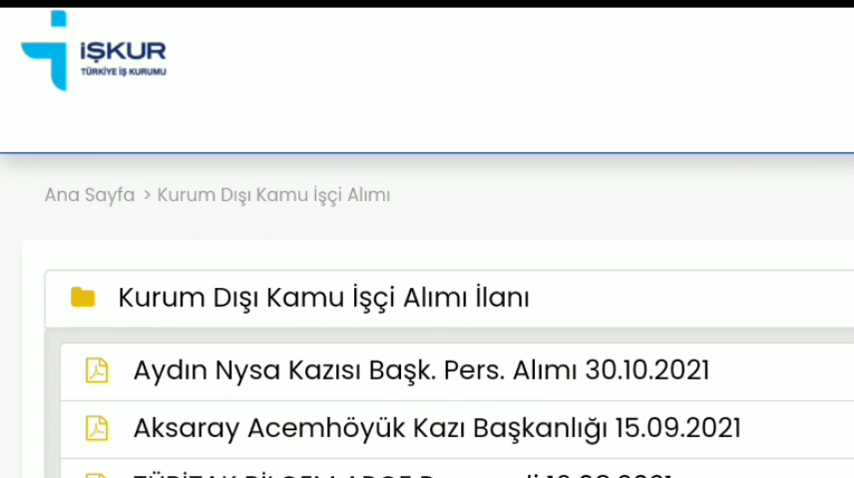 İŞKUR
TÜRKİYE İŞ KURUMU
Ana Sayfa > Kurum Dışı Kamu İşçi Alımı
Kurum Dışı Kamu İşçi Alımı İlanı
Aydın Nysa Kazısı Başk. Pers. Alımı 30.10.2021
Aksaray Acemhöyük Kazı Başkanlığı 15.09.2021